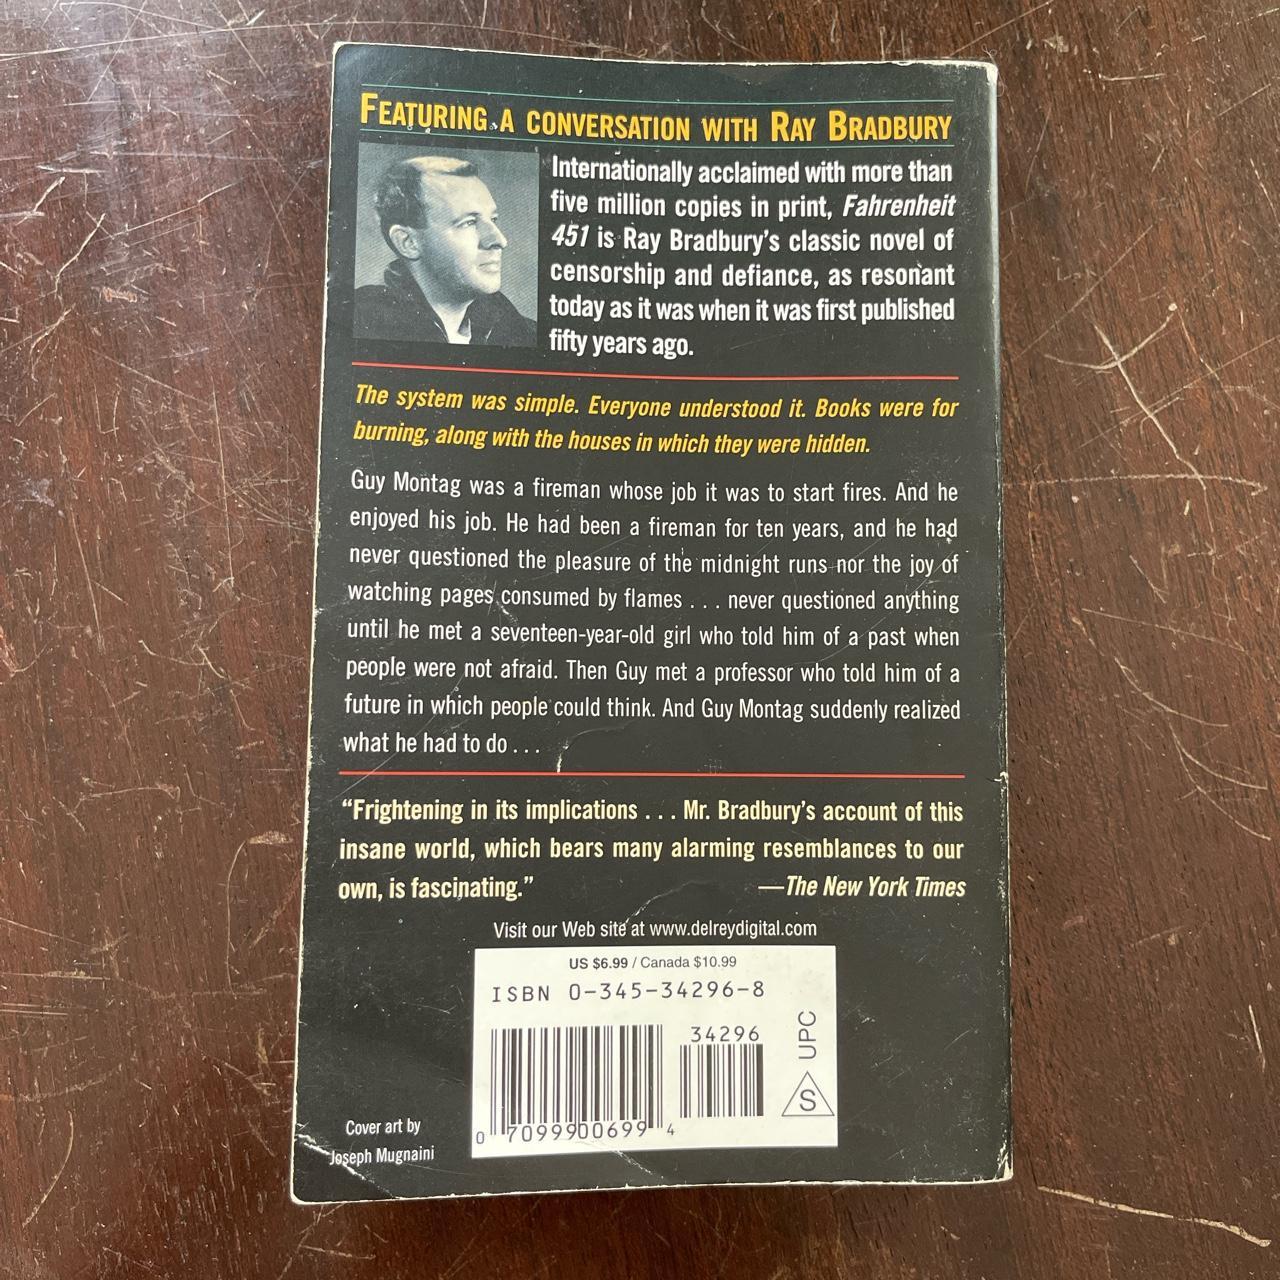 FEATURING A CONVERSATION WITH RAY BRADBURY
Internationally acclaimed with more than
five million copies in print, Fahrenheit
451 is Ray Bradbury's classic novel of
censorship and defiance, as resonant
today as it was when it was first published
fifty years ago.
The system was simple. Everyone understood it. Books were for
burning, along with the houses in which they were hidden.
Guy Montag was a fireman whose job it was to start fires. And he
enjoyed his job. He had been a fireman for ten years, and he had
never questioned the pleasure of the midnight runs nor the joy of
watching pages consumed by flames . . . never questioned anything
until he met a seventeen-year-old girl who told him of a past when
people were not afraid. Then Guy met a professor who told him of a
future in which people could think. And Guy Montag suddenly realized
what he had to do . . .
“Frightening in its implications . . . Mr. Bradbury's account of this
insane world, which bears many alarming resemblances to our
own, is fascinating.” —The New York Times
Visit our Web site at www.delreydigital.com
US $6.99 / Canada $10.99
ISBN 0-345-34296-8
34296
UPC
S
0 7099900699 4
Cover art by
Joseph Mugnaini